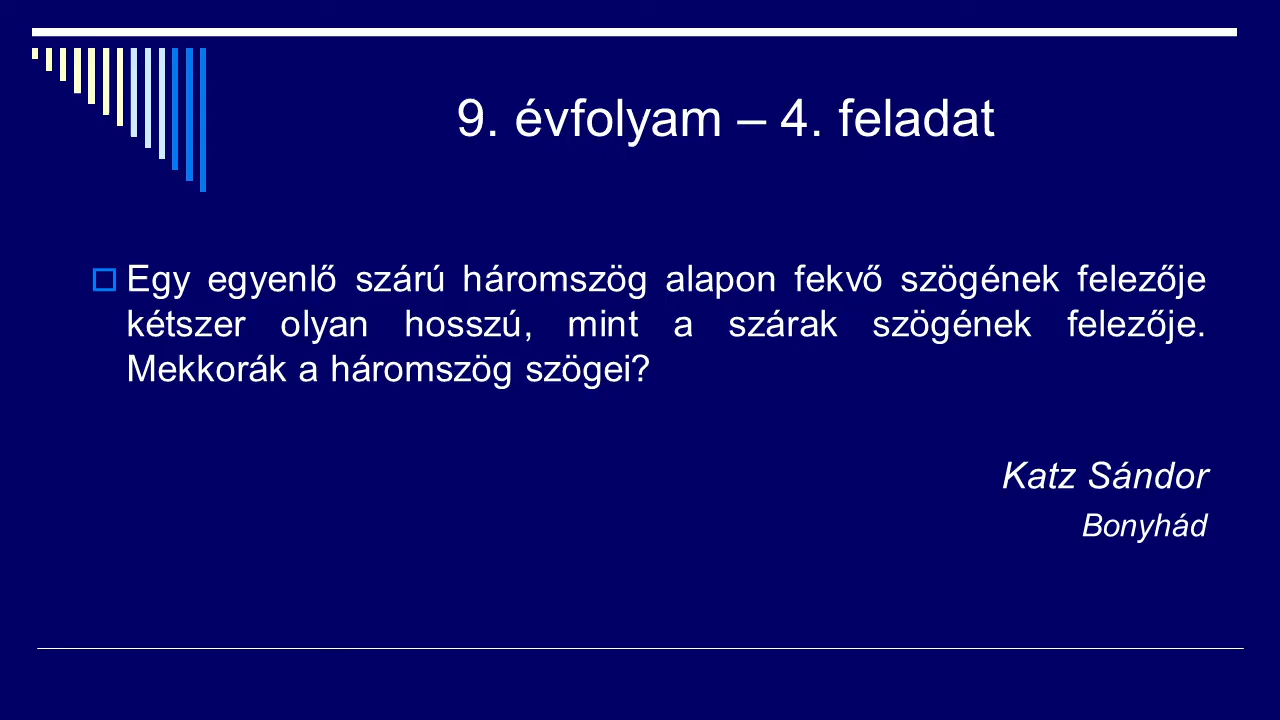 9. évfolyam – 4. feladat
Egy egyenlő szárú háromszög alapon fekvő szögének felezője
kétszer olyan hosszú, mint a szárak szögének felezője.
Mekkorák a háromszög szögei?
Katz Sándor
Bonyhád